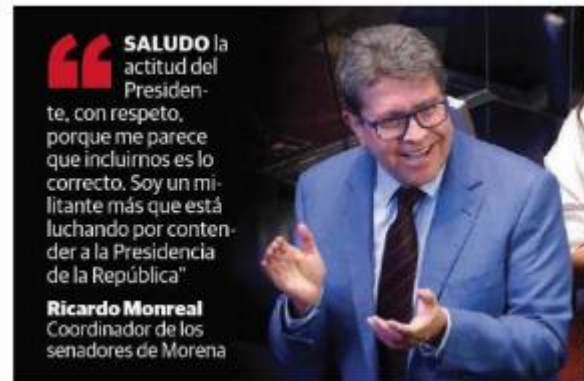 “ SALUDO la
actitud del
Presiden-
te, con respeto,
porque me parece
que incluirnos es lo
correcto. Soy un mi-
litante más que está
luchando por conten-
der a la Presidencia
de la República”
Ricardo Monreal
Coordinador de los
senadores de Morena